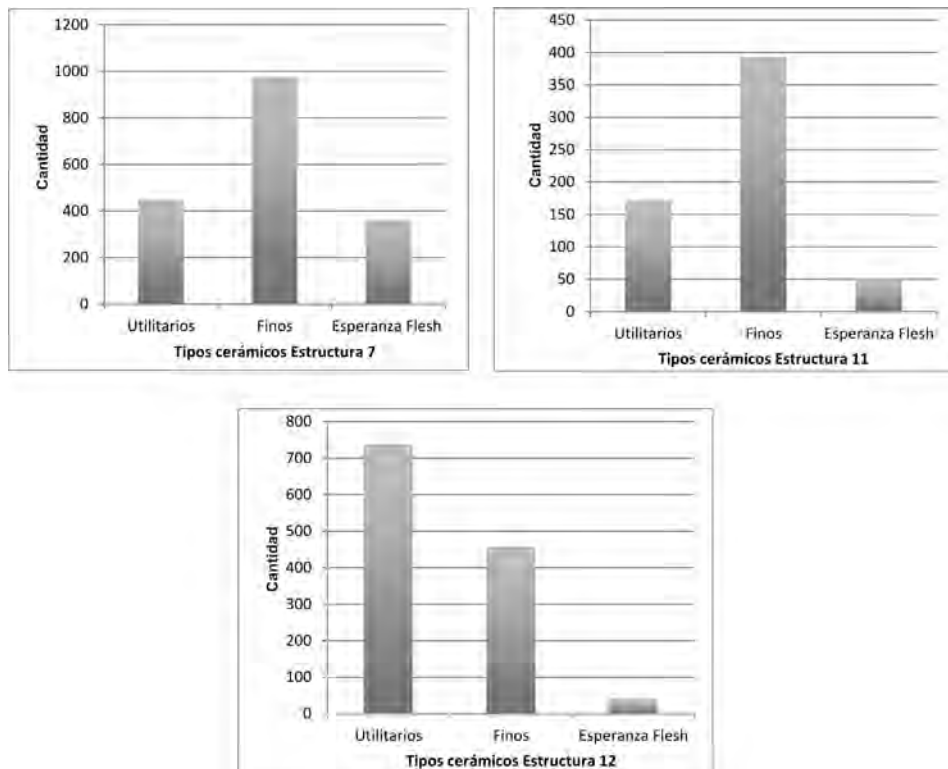 1200
1000
800
600
400
200
0
Cantidad
Utilitarios Finos Esperanza Flesh
Tipos cerámicos Estructura 7
450
400
350
300
250
200
150
100
50
0
Cantidad
Utilitarios Finos Esperanza Flesh
Tipos cerámicos Estructura 11
800
700
600
500
400
300
200
100
0
Cantidad
Utilitarios Finos Esperanza Flesh
Tipos cerámicos Estructura 12